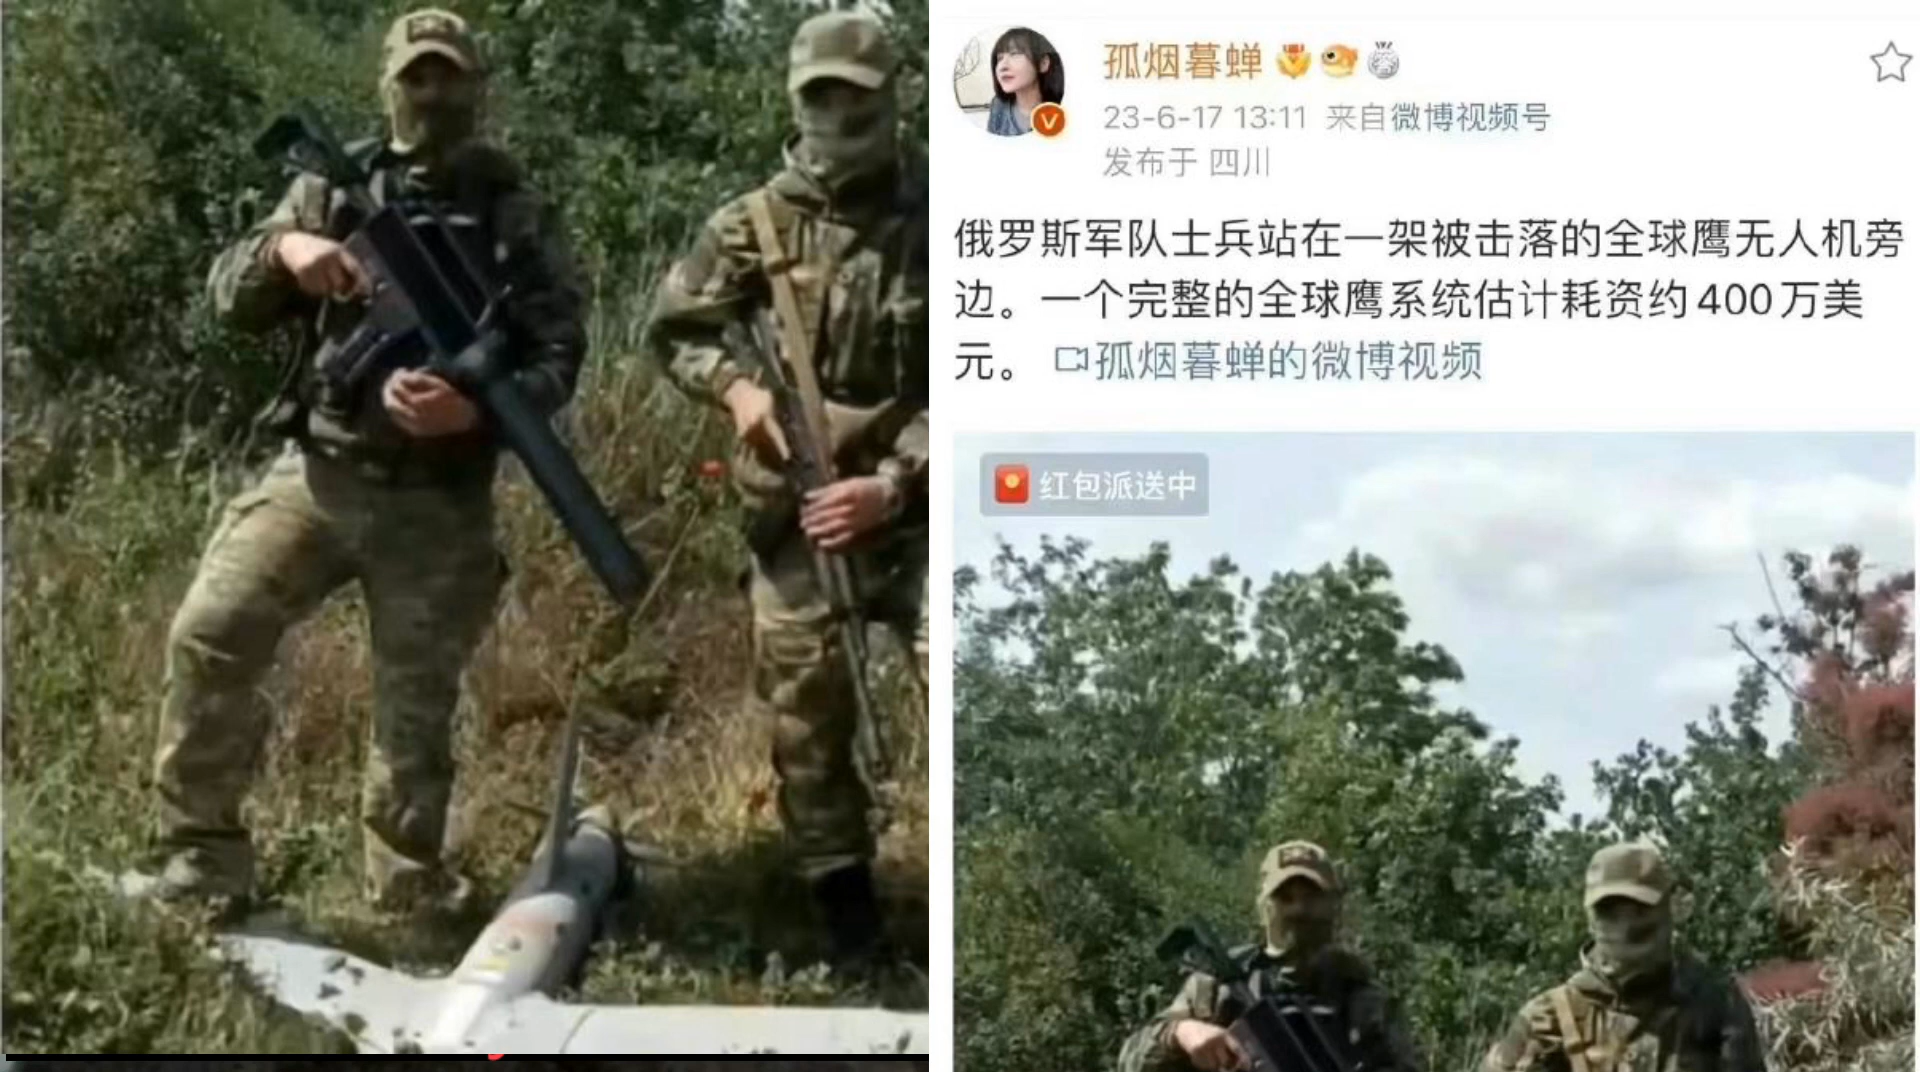 孤烟暮蝉
23-6-17 13:11 来自微博视频号
发布于 四川
俄罗斯军队士兵站在一架被击落的全球鹰无人机旁
边。一个完整的全球鹰系统估计耗资约400万美
元。 孤烟暮蝉的微博视频
红包派送中